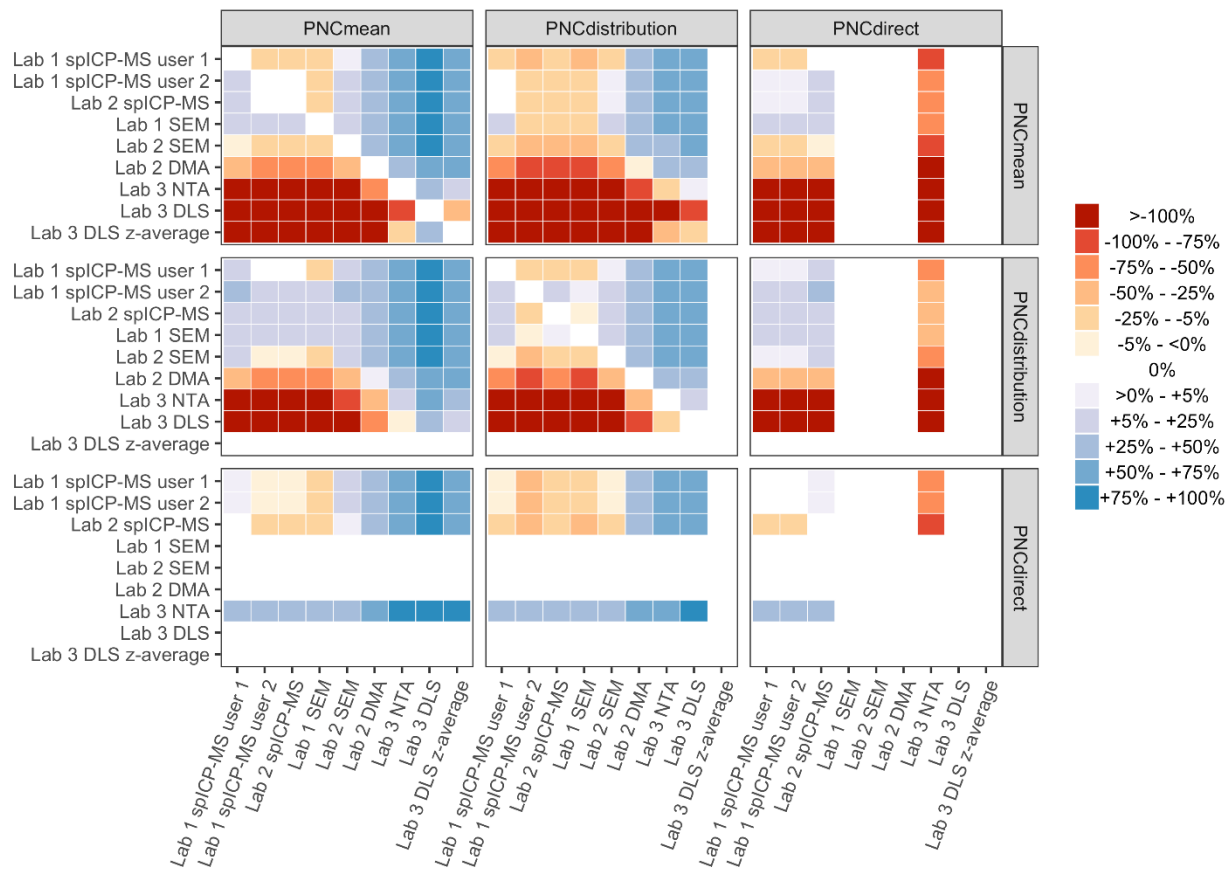 PNCmean
PNCdistribution
PNCdirect
Lab 1 spICP-MS user 1
Lab 1 spICP-MS user 2
Lab 2 spICP-MS
Lab 1 SEM
Lab 2 SEM
Lab 2 DMA
Lab 3 NTA
Lab 3 DLS
Lab 3 DLS z-average
PNCmean
Lab 1 spICP-MS user 1
Lab 1 spICP-MS user 2
Lab 2 spICP-MS
Lab 1 SEM
Lab 2 SEM
Lab 2 DMA
Lab 3 NTA
Lab 3 DLS
Lab 3 DLS z-average
PNCdistribution
Lab 1 spICP-MS user 1
Lab 1 spICP-MS user 2
Lab 2 spICP-MS
Lab 1 SEM
Lab 2 SEM
Lab 2 DMA
Lab 3 NTA
Lab 3 DLS
Lab 3 DLS z-average
PNCdirect
Lab 1 spICP-MS user 1
Lab 1 spICP-MS user 2
Lab 2 spICP-MS
Lab 1 SEM
Lab 2 SEM
Lab 2 DMA
Lab 3 NTA
Lab 3 DLS
Lab 3 DLS z-average
Lab 1 spICP-MS user 1
Lab 1 spICP-MS user 2
Lab 2 spICP-MS
Lab 1 SEM
Lab 2 SEM
Lab 2 DMA
Lab 3 NTA
Lab 3 DLS
Lab 3 DLS z-average
Lab 1 spICP-MS user 1
Lab 1 spICP-MS user 2
Lab 2 spICP-MS
Lab 1 SEM
Lab 2 SEM
Lab 2 DMA
Lab 3 NTA
Lab 3 DLS
Lab 3 DLS z-average
>-100%
-100% - -75%
-75% - -50%
-50% - -25%
-25% - -5%
-5% - <0%
0%
>0% - +5%
+5% - +25%
+25% - +50%
+50% - +75%
+75% - +100%